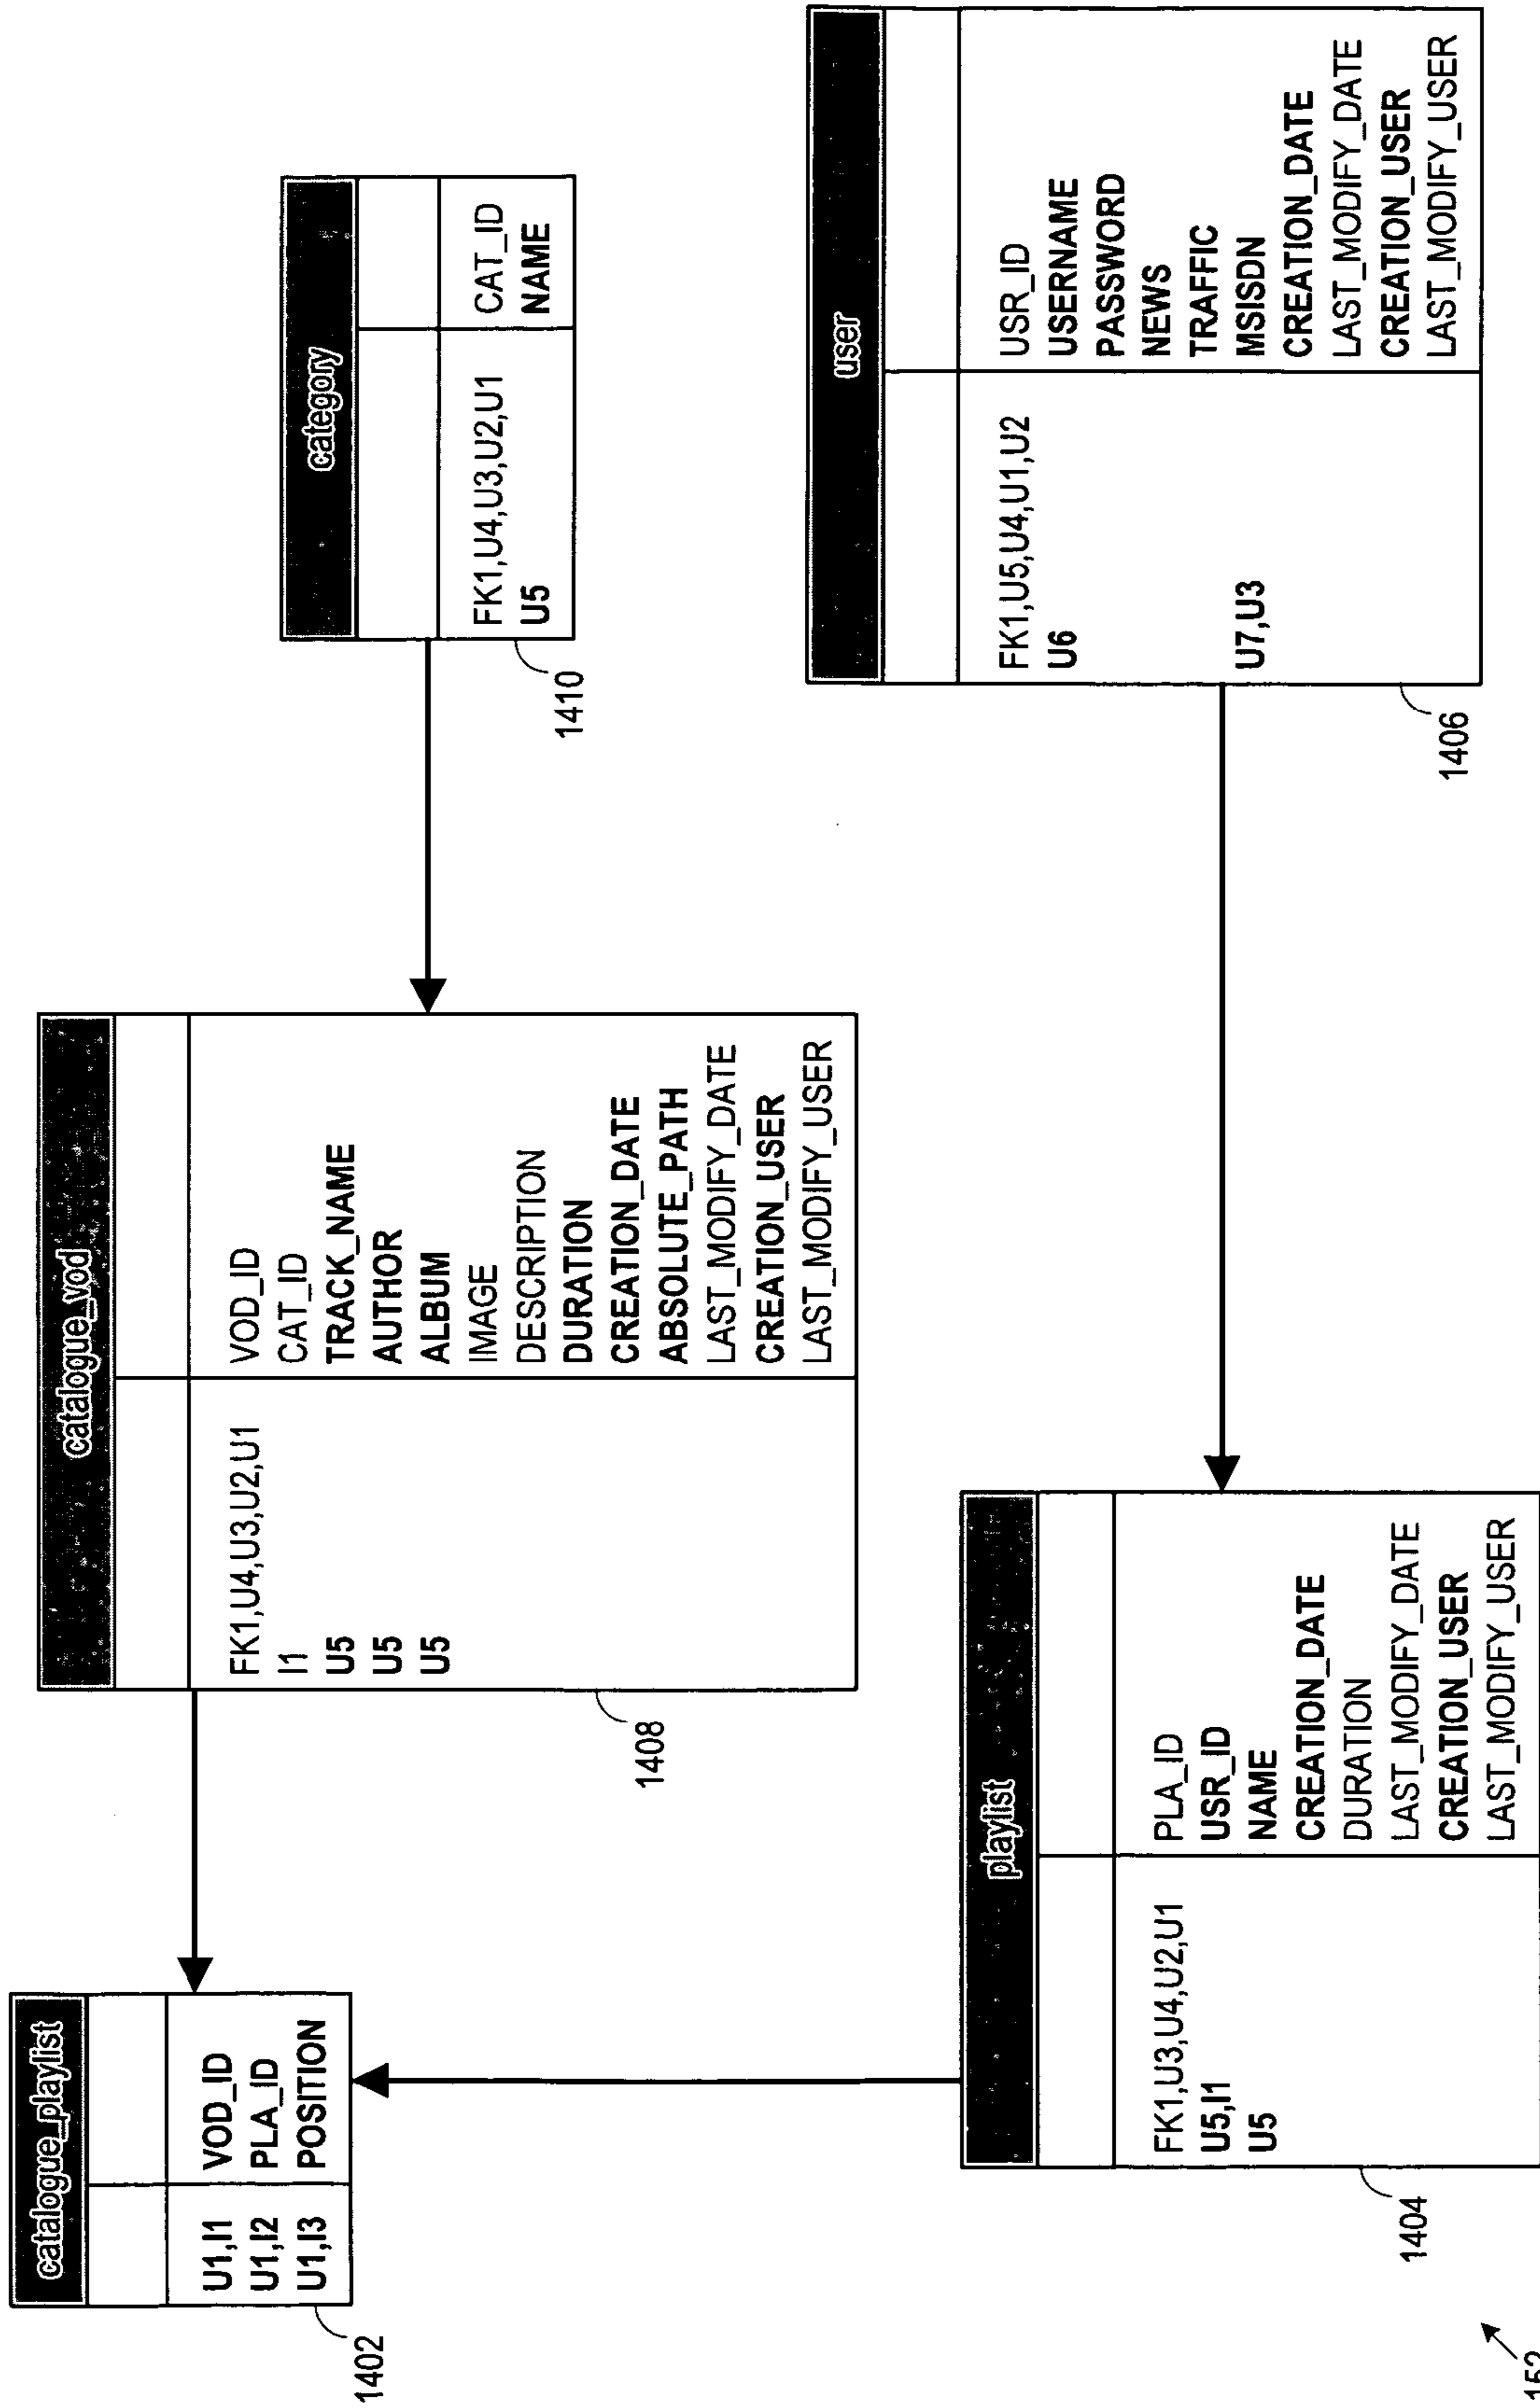 catalogue_playlist
U1,I1 VOD_ID
U1,I2 PLA_ID
U1,I3 POSITION
1402
catalogue_vod
FK1,U4,U3,U2,U1 VOD_ID
I1 CAT_ID
U5 TRACK_NAME
U5 AUTHOR
U5 ALBUM
IMAGE
DESCRIPTION
DURATION
CREATION_DATE
ABSOLUTE_PATH
LAST_MODIFY_DATE
CREATION_USER
LAST_MODIFY_USER
1408
category
FK1,U4,U3,U2,U1 CAT_ID
U5 NAME
1410
playlist
FK1,U3,U4,U2,U1 PLA_ID
U5,I1 USR_ID
U5 NAME
CREATION_DATE
DURATION
LAST_MODIFY_DATE
CREATION_USER
LAST_MODIFY_USER
1404
user
FK1,U5,U4,U1,U2 USR_ID
U6 USERNAME
PASSWORD
NEWS
TRAFFIC
U7,U3 MSISDN
CREATION_DATE
LAST_MODIFY_DATE
CREATION_USER
LAST_MODIFY_USER
1406
152